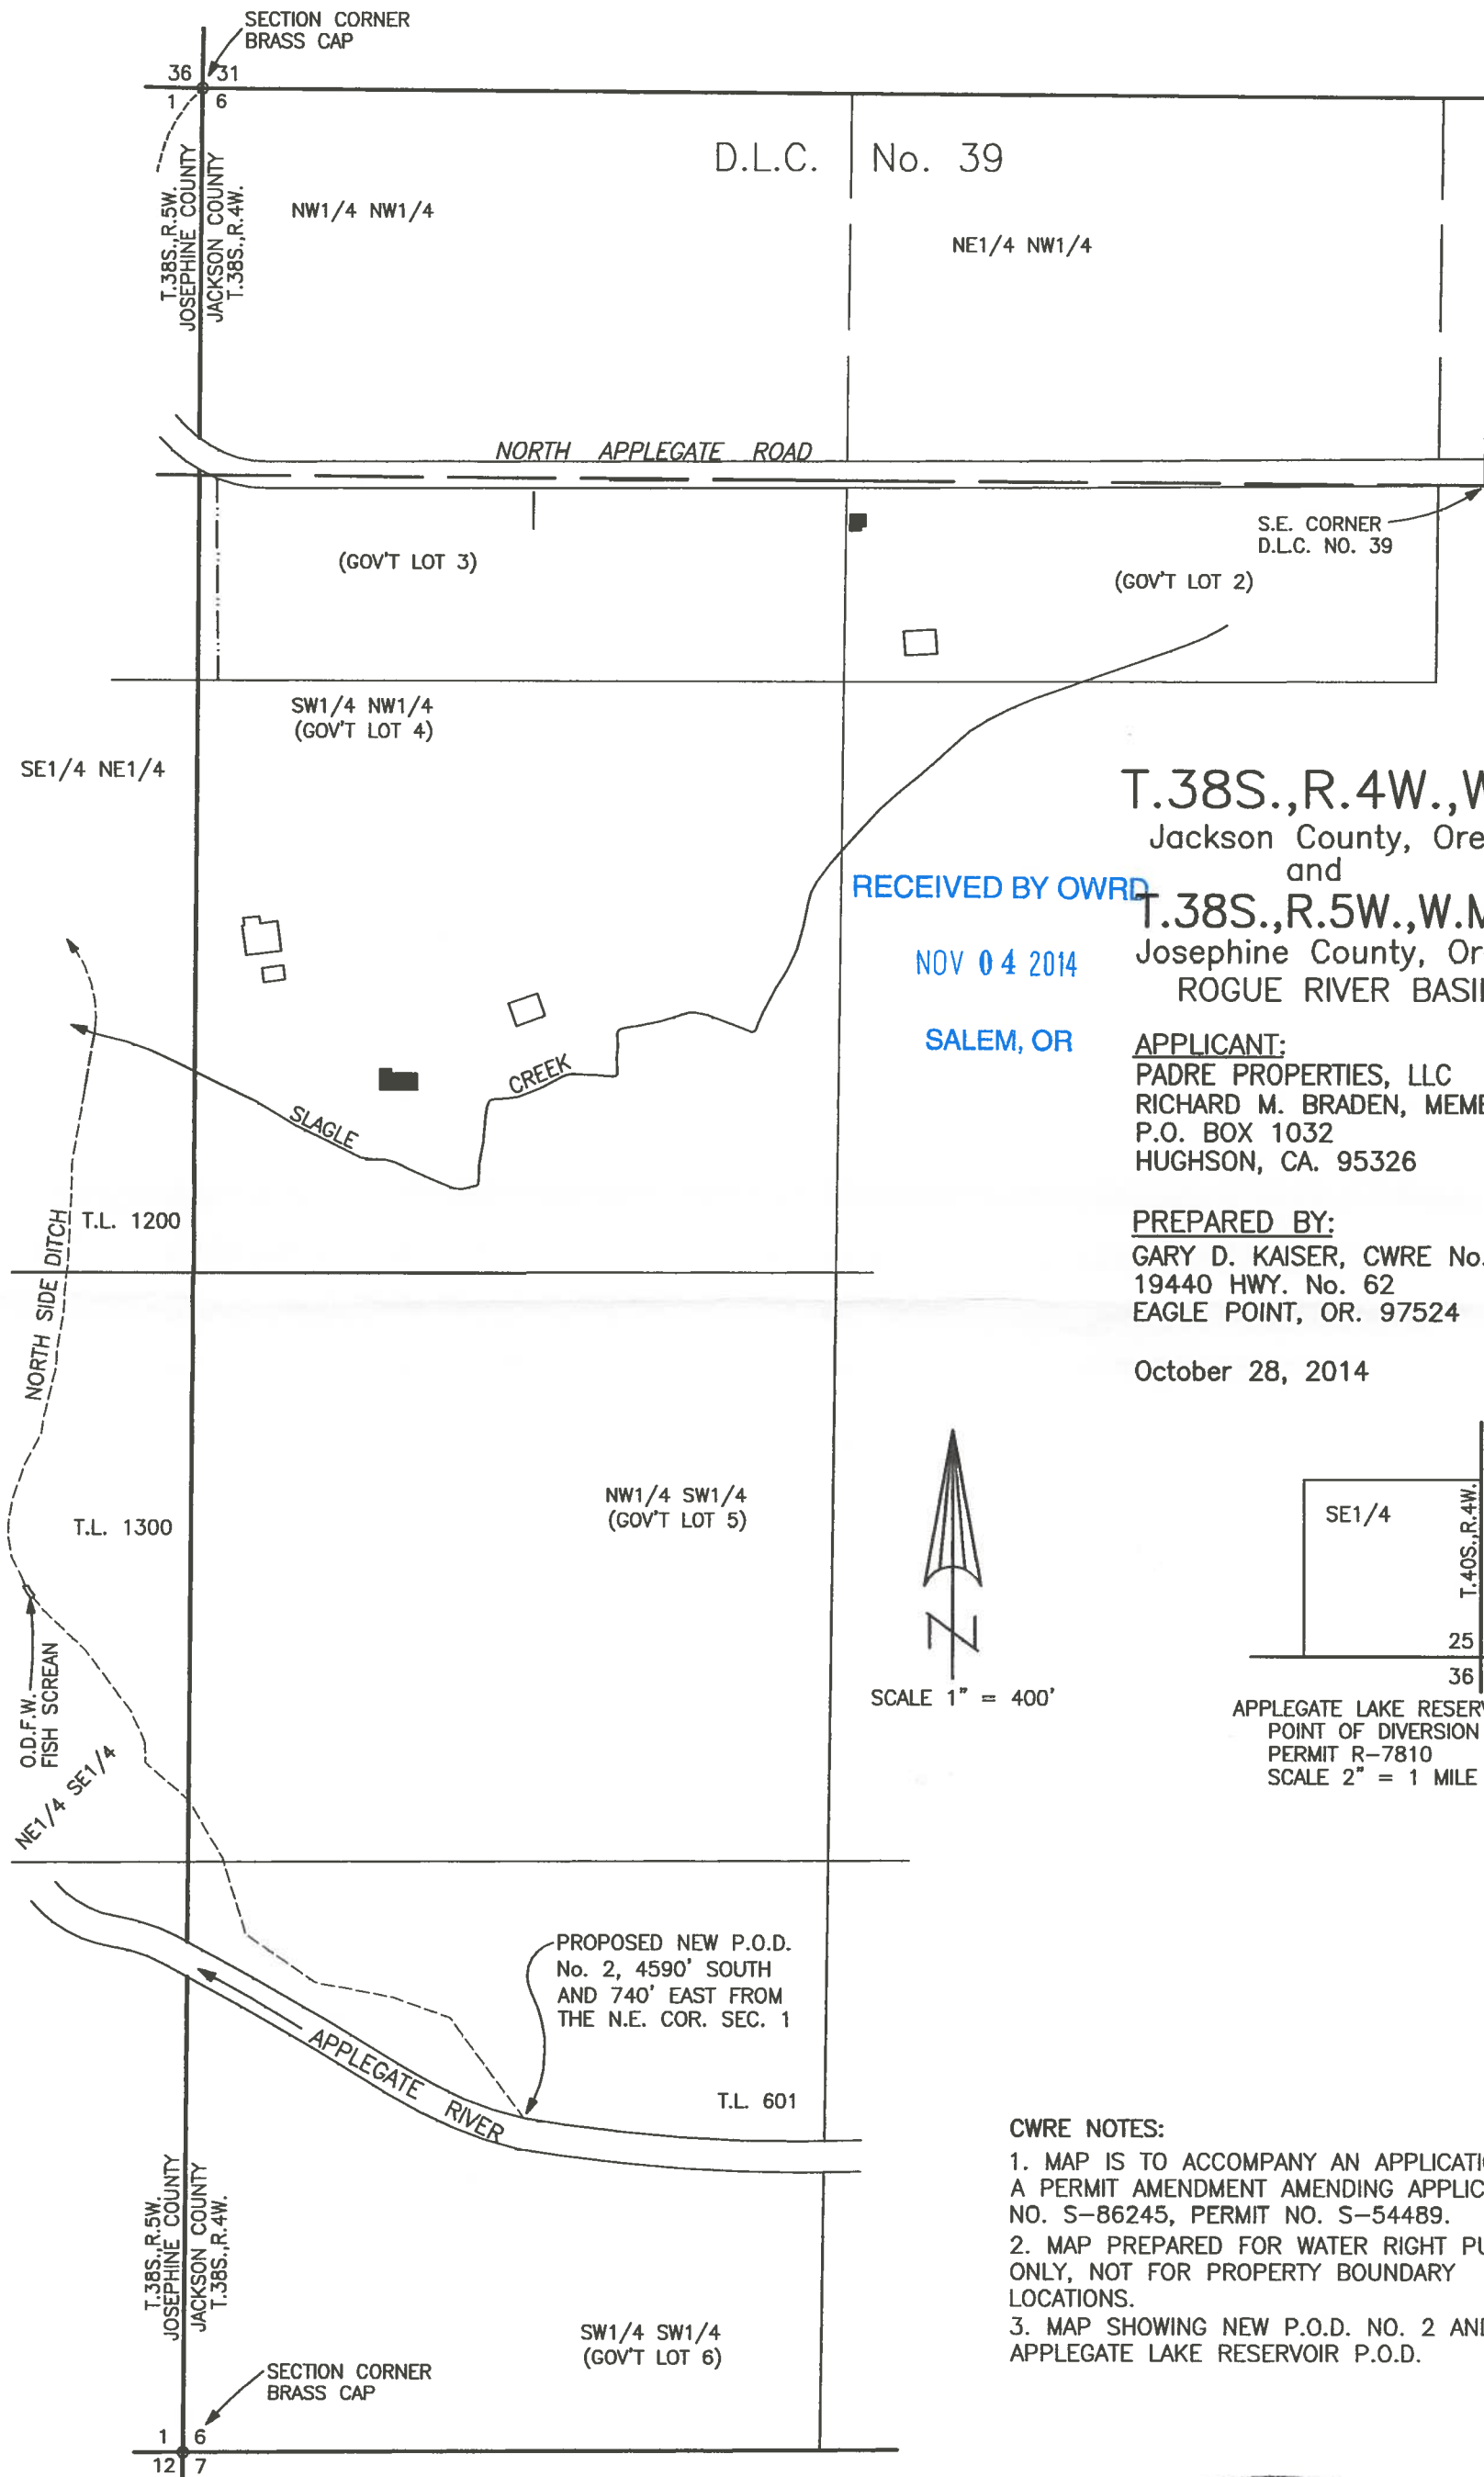 SECTION CORNER
BRASS CAP
36 31
1 6
T.38S.,R.5W.
JOSEPHINE COUNTY
JACKSON COUNTY
T.38S.,R.4W.
D.L.C. No. 39
NW1/4 NW1/4
NE1/4 NW1/4
NORTH APPLEGATE ROAD
S.E. CORNER
D.L.C. NO. 39
(GOV'T LOT 3)
(GOV'T LOT 2)
SW1/4 NW1/4
(GOV'T LOT 4)
SE1/4 NE1/4
T.38S.,R.4W.,W
Jackson County, Ore
and
T.38S.,R.5W.,W.M
Josephine County, Or
ROGUE RIVER BASI
RECEIVED BY OWRD
NOV 04 2014
SALEM, OR
APPLICANT:
PADRE PROPERTIES, LLC
RICHARD M. BRADEN, MEMB
P.O. BOX 1032
HUGHSON, CA. 95326
SLAGLE CREEK
PREPARED BY:
GARY D. KAISER, CWRE No.
19440 HWY. No. 62
EAGLE POINT, OR. 97524
October 28, 2014
T.L. 1200
NORTH SIDE DITCH
T.L. 1300
NW1/4 SW1/4
(GOV'T LOT 5)
O.D.F.W.
FISH SCREAN
NE1/4 SE1/4
N
SCALE 1" = 400'
SE1/4
T.40S.,R.4W.
25
36
APPLEGATE LAKE RESERV
POINT OF DIVERSION
PERMIT R-7810
SCALE 2" = 1 MILE
PROPOSED NEW P.O.D.
No. 2, 4590' SOUTH
AND 740' EAST FROM
THE N.E. COR. SEC. 1
APPLEGATE RIVER
T.L. 601
T.38S.,R.5W.
JOSEPHINE COUNTY
JACKSON COUNTY
T.38S.,R.4W.
SW1/4 SW1/4
(GOV'T LOT 6)
SECTION CORNER
BRASS CAP
1 6
12 7
CWRE NOTES:
1. MAP IS TO ACCOMPANY AN APPLICATI
A PERMIT AMENDMENT AMENDING APPLIC
NO. S-86245, PERMIT NO. S-54489.
2. MAP PREPARED FOR WATER RIGHT PU
ONLY, NOT FOR PROPERTY BOUNDARY
LOCATIONS.
3. MAP SHOWING NEW P.O.D. NO. 2 AND
APPLEGATE LAKE RESERVOIR P.O.D.